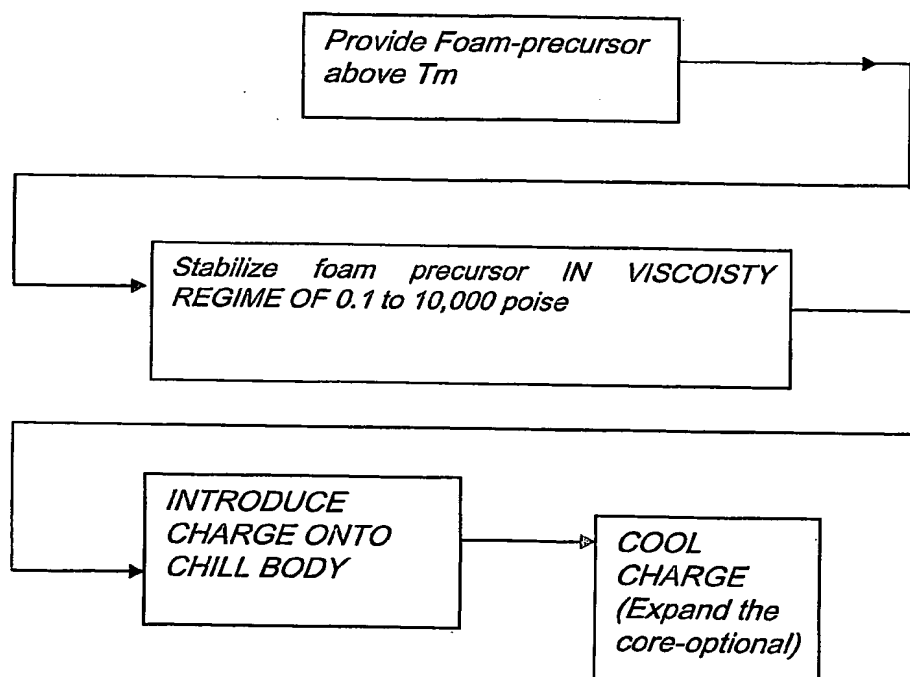 Provide Foam-precursor
above Tm
Stabilize foam precursor IN VISCOISTY
REGIME OF 0.1 to 10,000 poise
INTRODUCE
CHARGE ONTO
CHILL BODY
COOL
CHARGE
(Expand the
core-optional)